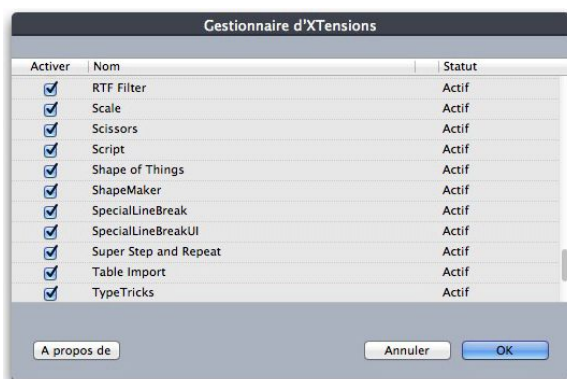 Gestionnaire d'XTensions
Activer Nom Statut
RTF Filter Actif
Scale Actif
Scissors Actif
Script Actif
Shape of Things Actif
ShapeMaker Actif
SpecialLineBreak Actif
SpecialLineBreakUI Actif
Super Step and Repeat Actif
Table Import Actif
TypeTricks Actif
A propos de Annuler OK